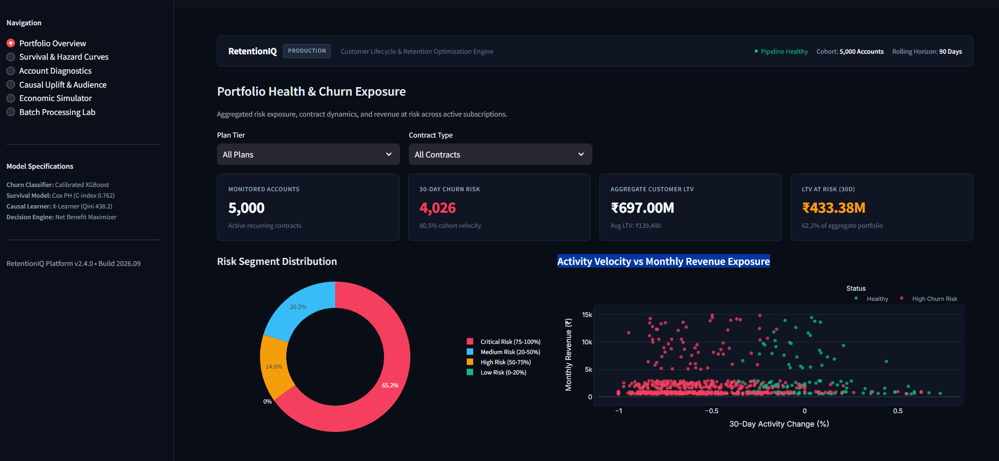 Navigation
Portfolio Overview
Survival & Hazard Curves
Account Diagnostics
Causal Uplift & Audience
Economic Simulator
Batch Processing Lab
Model Specifications
Churn Classifier: Calibrated XGBoost
Survival Model: Cox PH (C-index 0.762)
Causal Learner: X-Learner (Qini 438.2)
Decision Engine: Net Benefit Maximizer
RetentionIQ Platform v2.4.0 • Build 2026.09
RetentionIQ PRODUCTION Customer Lifecycle & Retention Optimization Engine ● Pipeline Healthy Cohort: 5,000 Accounts Rolling Horizon: 90 Days
Portfolio Health & Churn Exposure
Aggregated risk exposure, contract dynamics, and revenue at risk across active subscriptions.
Plan Tier Contract Type
All Plans All Contracts
MONITORED ACCOUNTS
5,000
Active recurring contracts
30-DAY CHURN RISK
4,026
80.5% cohort velocity
AGGREGATE CUSTOMER LTV
₹697.00M
Avg LTV: ₹139,400
LTV AT RISK (30D)
₹433.38M
62.2% of aggregate portfolio
Risk Segment Distribution
20.2%
14.6%
65.2%
0%
Critical Risk (75-100%)
Medium Risk (20-50%)
High Risk (50-75%)
Low Risk (0-20%)
Activity Velocity vs Monthly Revenue Exposure
Status
Healthy High Churn Risk
Monthly Revenue (₹)
15k
10k
5k
0
−1 −0.5 0 0.5
30-Day Activity Change (%)